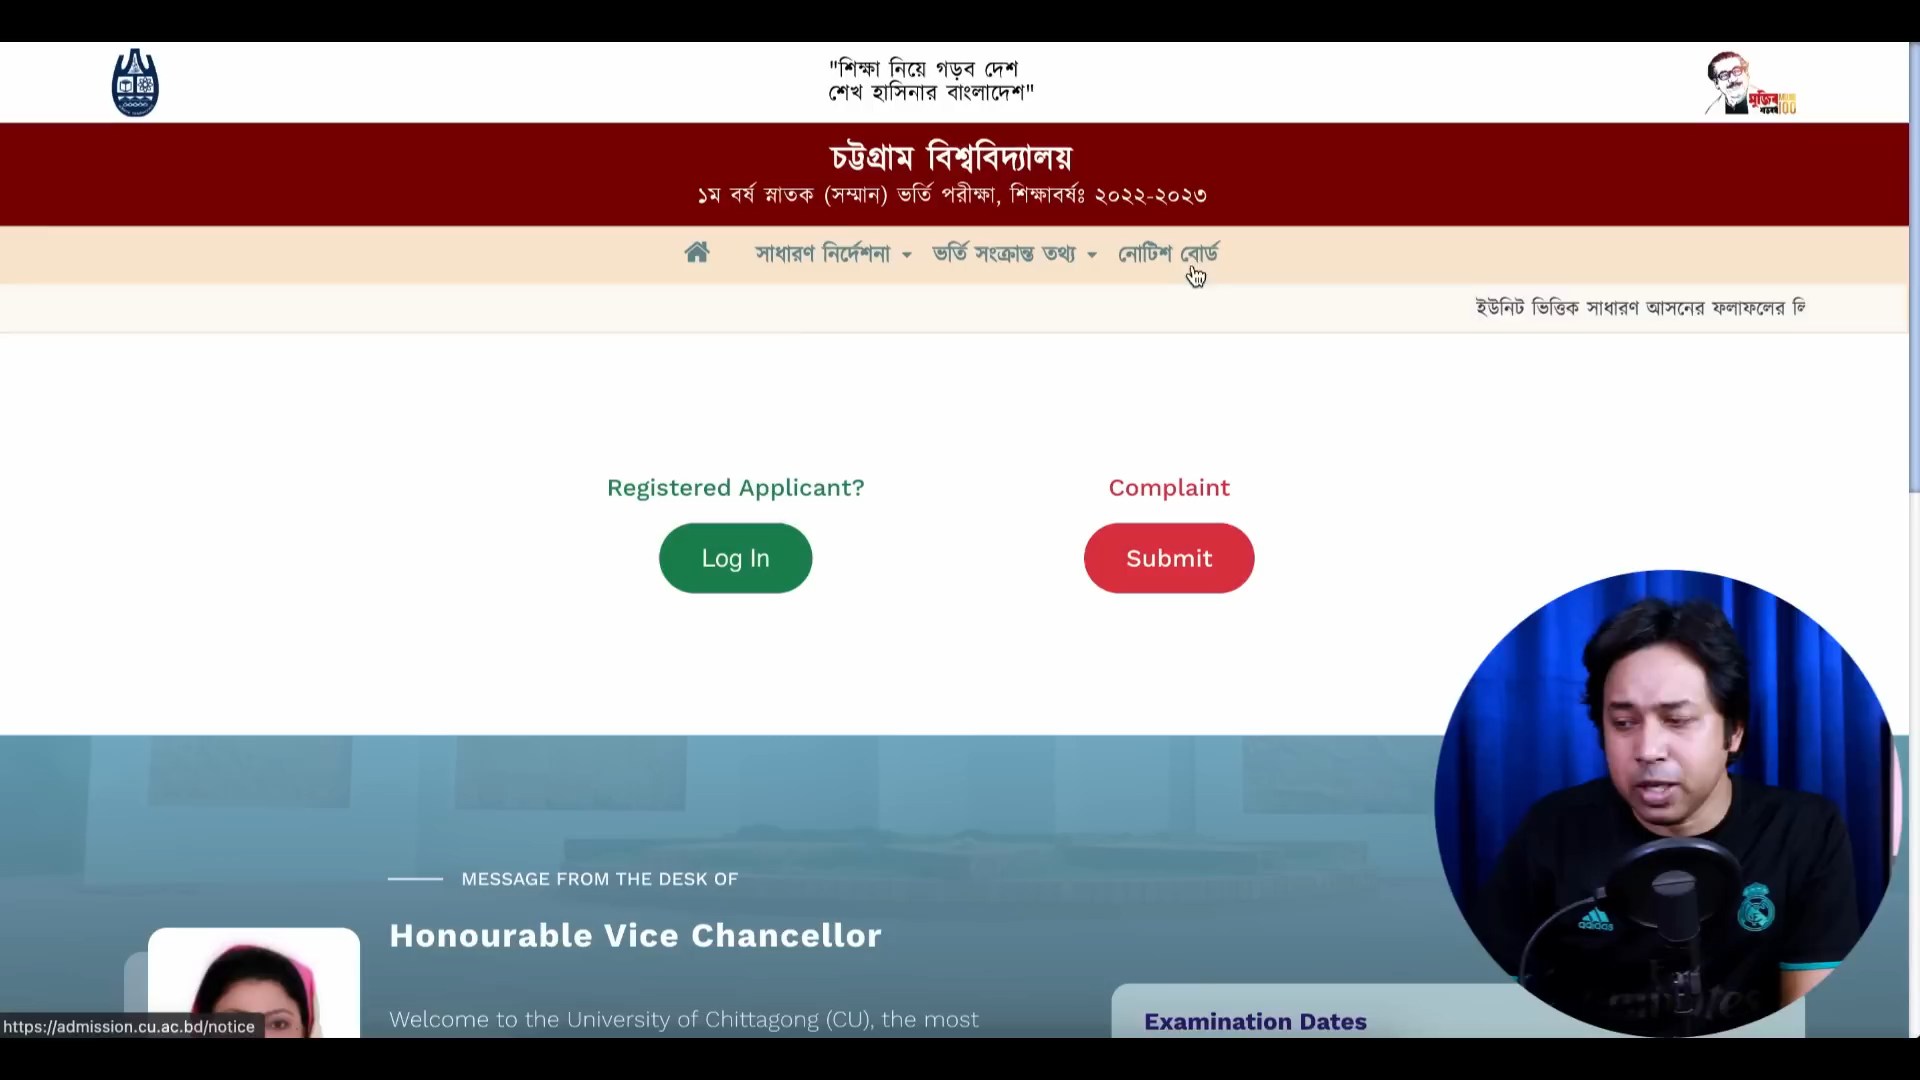 "শিক্ষা নিয়ে গড়ব দেশ
শেখ হাসিনার বাংলাদেশ"
মুজিব
100
চট্টগ্রাম বিশ্ববিদ্যালয়
১ম বর্ষ স্নাতক (সম্মান) ভর্তি পরীক্ষা, শিক্ষাবর্ষঃ ২০২২-২০২৩
সাধারণ নির্দেশনা ভর্তি সংক্রান্ত তথ্য নোটিশ বোর্ড
ইউনিট ভিত্তিক সাধারণ আসনের ফলাফলের লি
Registered Applicant?
Complaint
Log In
Submit
MESSAGE FROM THE DESK OF
Honourable Vice Chancellor
Welcome to the University of Chittagong (CU), the most
Examination Dates
adidas
https://admission.cu.ac.bd/notice